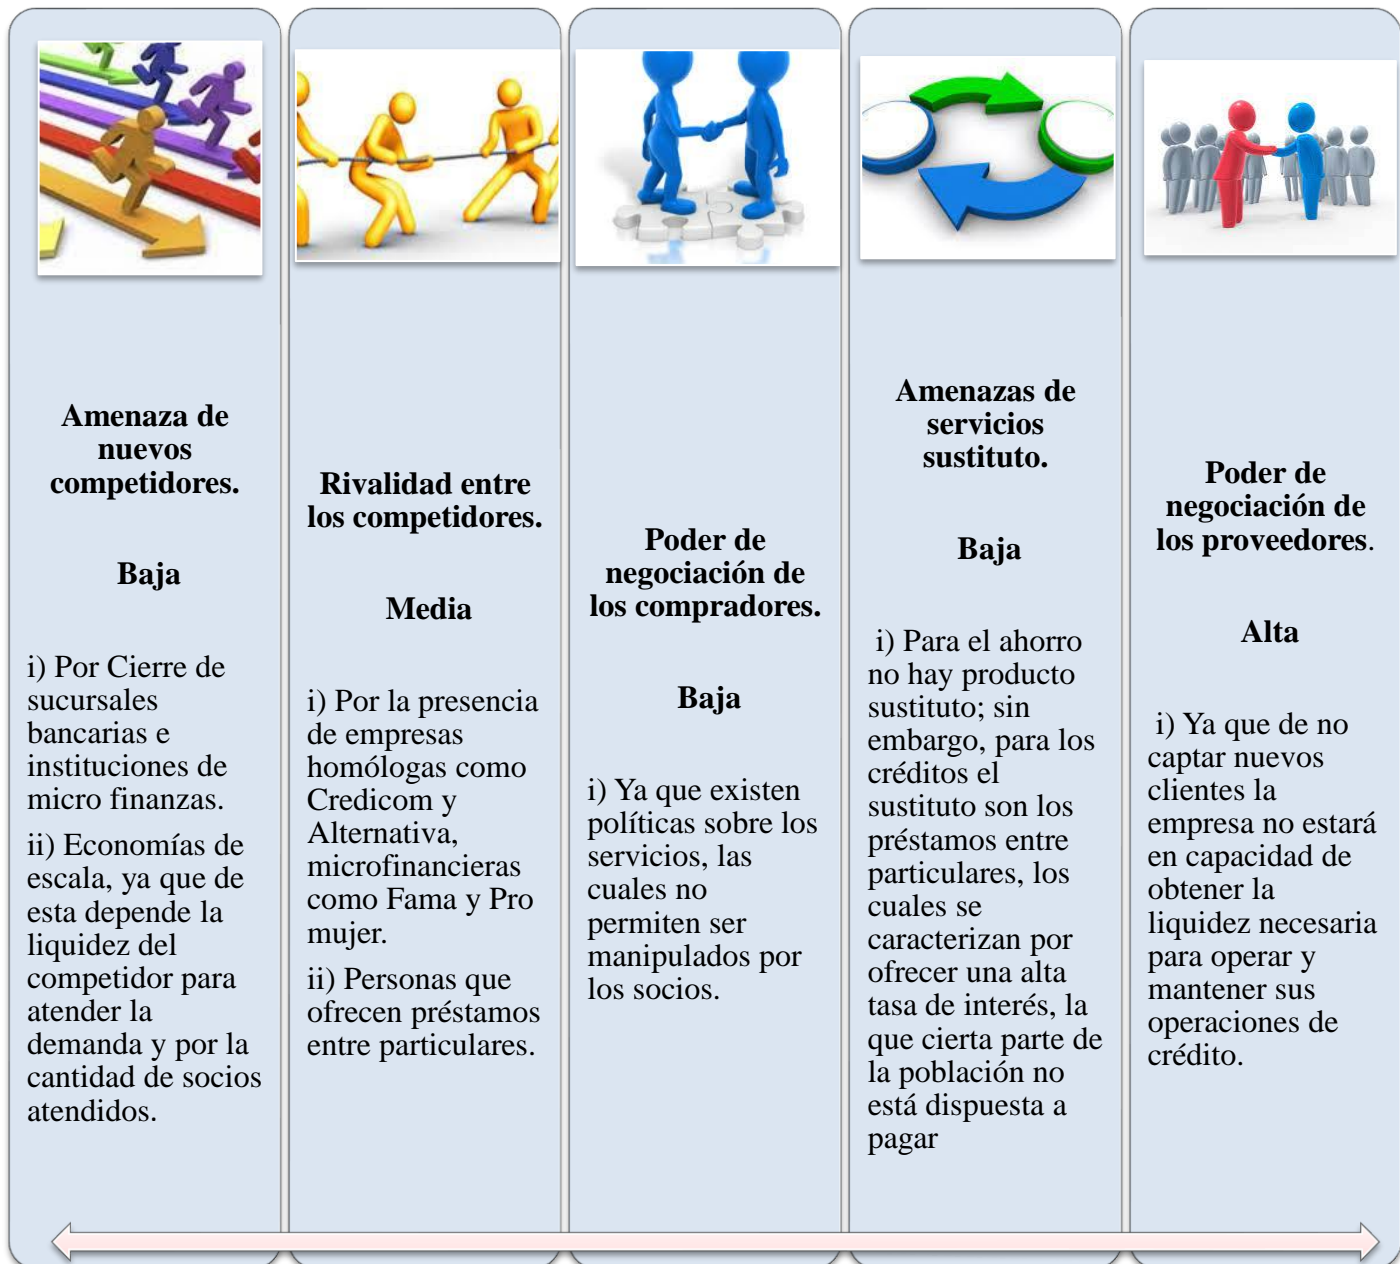 Amenaza de
nuevos
competidores.
Baja
i) Por Cierre de
sucursales
bancarias e
instituciones de
micro finanzas.
ii) Economías de
escala, ya que de
esta depende la
liquidez del
competidor para
atender la
demanda y por la
cantidad de socios
atendidos.
Rivalidad entre
los competidores.
Media
i) Por la presencia
de empresas
homólogas como
Credicom y
Alternativa,
microfinancieras
como Fama y Pro
mujer.
ii) Personas que
ofrecen préstamos
entre particulares.
Poder de
negociación de
los compradores.
Baja
i) Ya que existen
políticas sobre los
servicios, las
cuales no
permiten ser
manipulados por
los socios.
Amenazas de
servicios
sustituto.
Baja
i) Para el ahorro
no hay producto
sustituto; sin
embargo, para los
créditos el
sustituto son los
préstamos entre
particulares, los
cuales se
caracterizan por
ofrecer una alta
tasa de interés, la
que cierta parte de
la población no
está dispuesta a
pagar
Poder de
negociación de
los proveedores.
Alta
i) Ya que de no
captar nuevos
clientes la
empresa no estará
en capacidad de
obtener la
liquidez necesaria
para operar y
mantener sus
operaciones de
crédito.